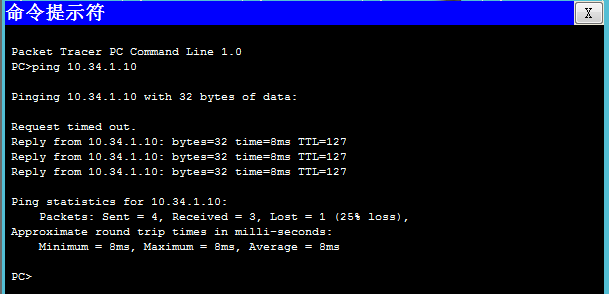 命令提示符
X
Packet Tracer PC Command Line 1.0
PC>ping 10.34.1.10
Pinging 10.34.1.10 with 32 bytes of data:
Request timed out.
Reply from 10.34.1.10: bytes=32 time=8ms TTL=127
Reply from 10.34.1.10: bytes=32 time=8ms TTL=127
Reply from 10.34.1.10: bytes=32 time=8ms TTL=127
Ping statistics for 10.34.1.10:
    Packets: Sent = 4, Received = 3, Lost = 1 (25% loss),
Approximate round trip times in milli-seconds:
    Minimum = 8ms, Maximum = 8ms, Average = 8ms
PC>